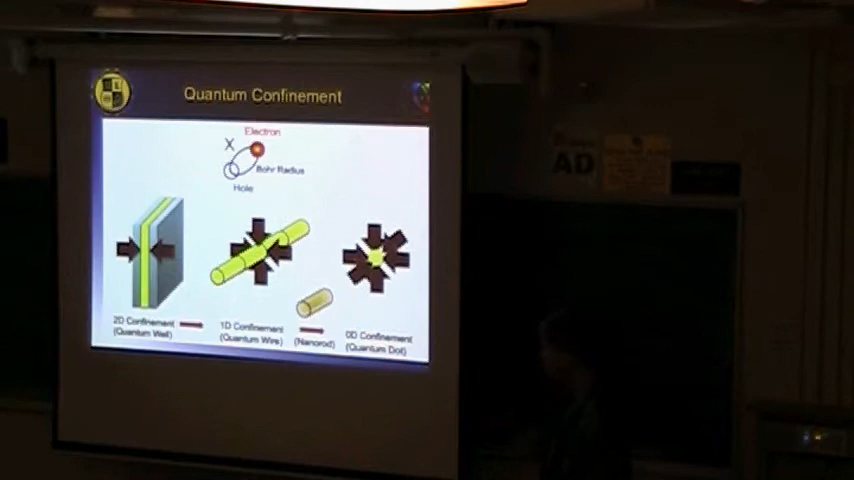 Quantum Confinement
Electron
X
Bohr Radius
Hole
2D Confinement
(Quantum Well)
1D Confinement
(Quantum Wire)
(Nanorod)
0D Confinement
(Quantum Dot)
AD